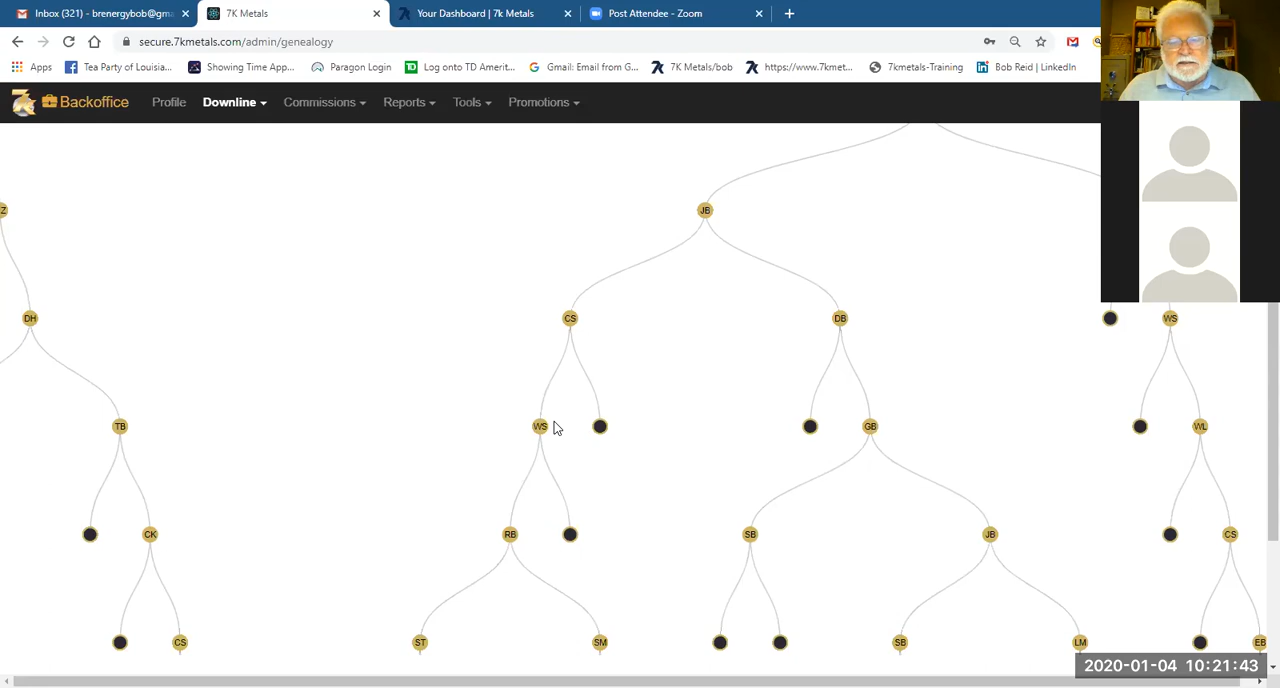 Inbox (321) - brenergybob@gm
7K Metals
Your Dashboard | 7k Metals
Post Attendee - Zoom
secure.7kmetals.com/admin/genealogy
Apps
Tea Party of Louisia...
Showing Time App...
Paragon Login
Log onto TD Amerit...
Gmail: Email from G...
7K Metals/bob
https://www.7kmet...
7kmetals-Training
Bob Reid | LinkedIn
Backoffice
Profile
Downline
Commissions
Reports
Tools
Promotions
Z
JB
DH
CS
DB
WS
TB
WS
GB
WL
CK
RB
SB
JB
CS
CS
ST
SM
SB
LM
EB
2020-01-04 10:21:43